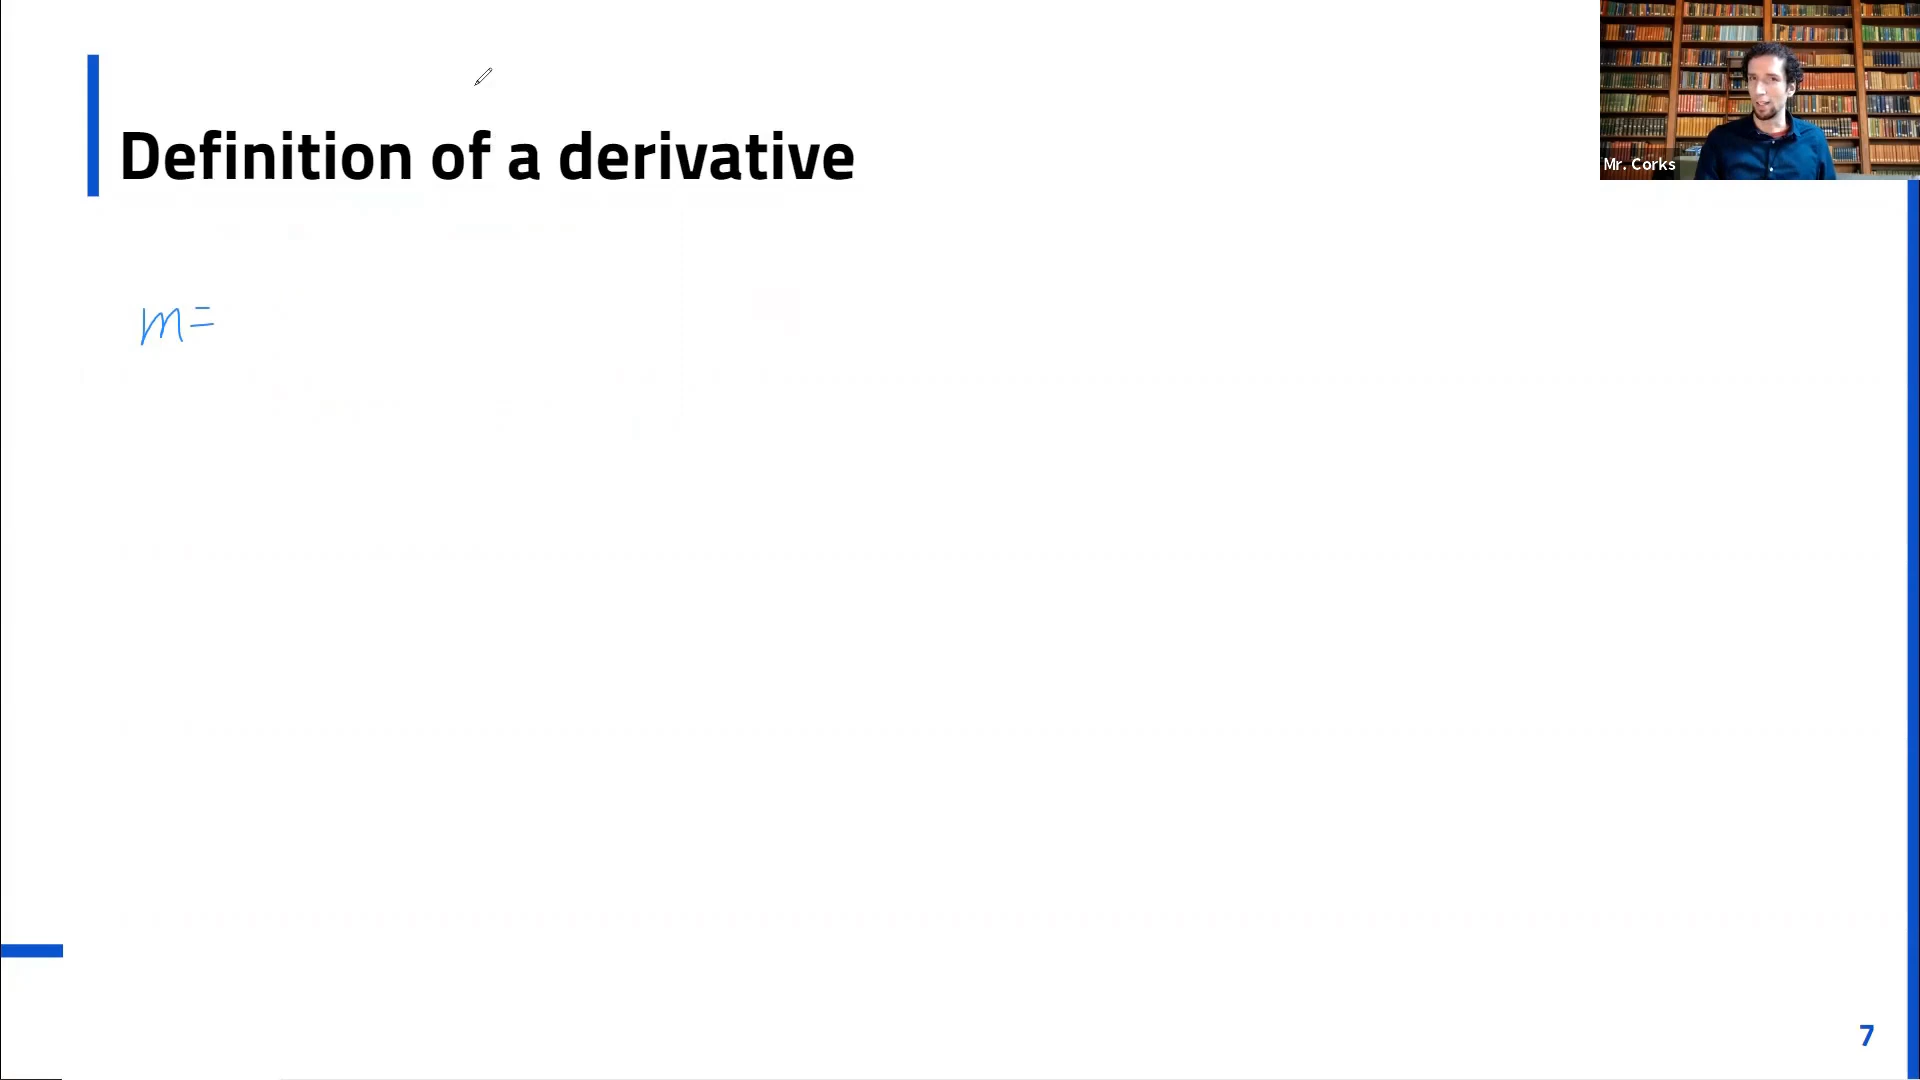 Mr. Corks
Definition of a derivative
m=
7